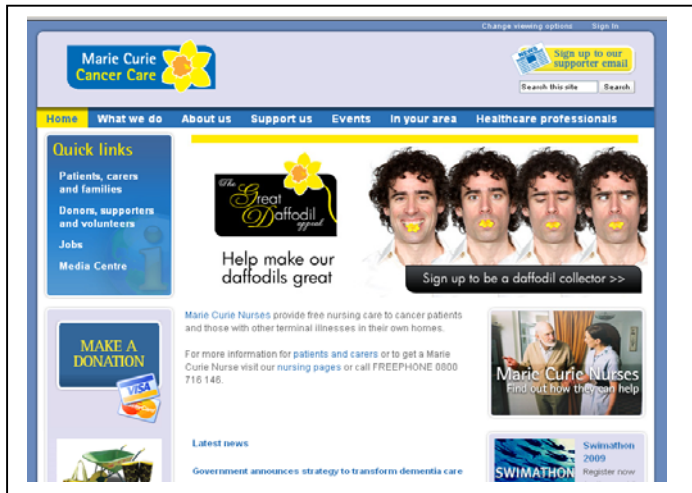 Change viewing options Sign In
Marie Curie
Cancer Care
NEWS
Sign up to our
supporter email
Search this site Search
Home What we do About us Support us Events In your area Healthcare professionals
Quick links
Patients, carers
and families
Donors, supporters
and volunteers
Jobs
Media Centre
The
Great
Daffodil
appeal
Help make our
daffodils great
Sign up to be a daffodil collector >>
MAKE A
DONATION
VISA
Marie Curie Nurses provide free nursing care to cancer patients
and those with other terminal illnesses in their own homes.
For more information for patients and carers or to get a Marie
Curie Nurse visit our nursing pages or call FREEPHONE 0800
716 146.
Marie Curie Nurses
Find out how they can help
Latest news
Government announces strategy to transform dementia care
SWIMATHON
Swimathon
2009
Register now